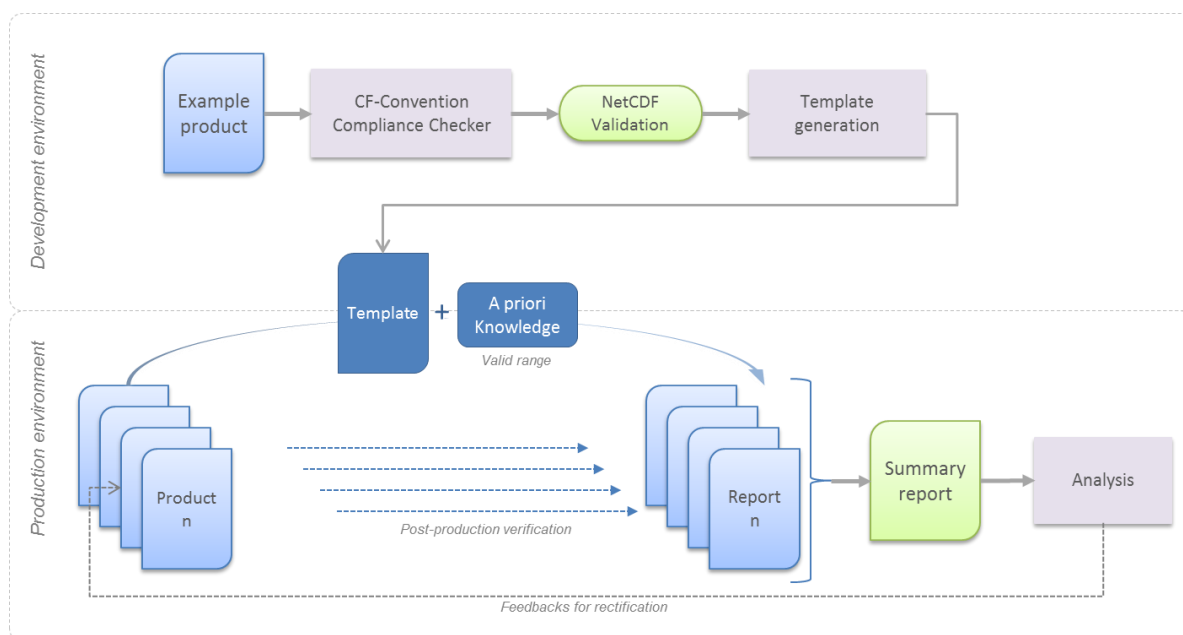 Development environment
Example
product
CF-Convention
Compliance Checker
NetCDF
Validation
Template
generation
Template
+
A priori
Knowledge
Valid range
Production environment
Product
n
Post-production verification
Report
n
Summary
report
Analysis
Feedbacks for rectification